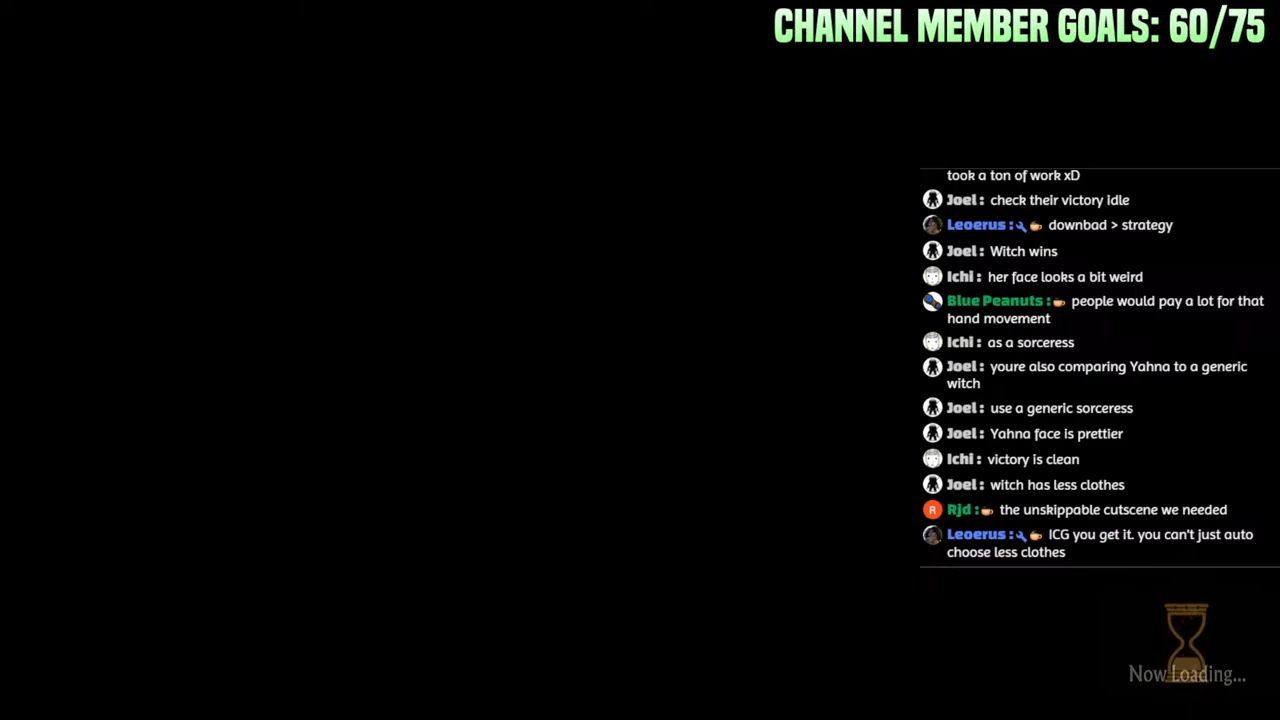 CHANNEL MEMBER GOALS: 60/75
took a ton of work xD
Joel : check their victory idle
Leoerus : downbad > strategy
Joel : Witch wins
Ichi : her face looks a bit weird
Blue Peanuts : people would pay a lot for that
hand movement
Ichi : as a sorceress
Joel : youre also comparing Yahna to a generic
witch
Joel : use a generic sorceress
Joel : Yahna face is prettier
Ichi : victory is clean
Joel : witch has less clothes
R Rjd : the unskippable cutscene we needed
Leoerus : ICG you get it. you can't just auto
choose less clothes
Now Loading...